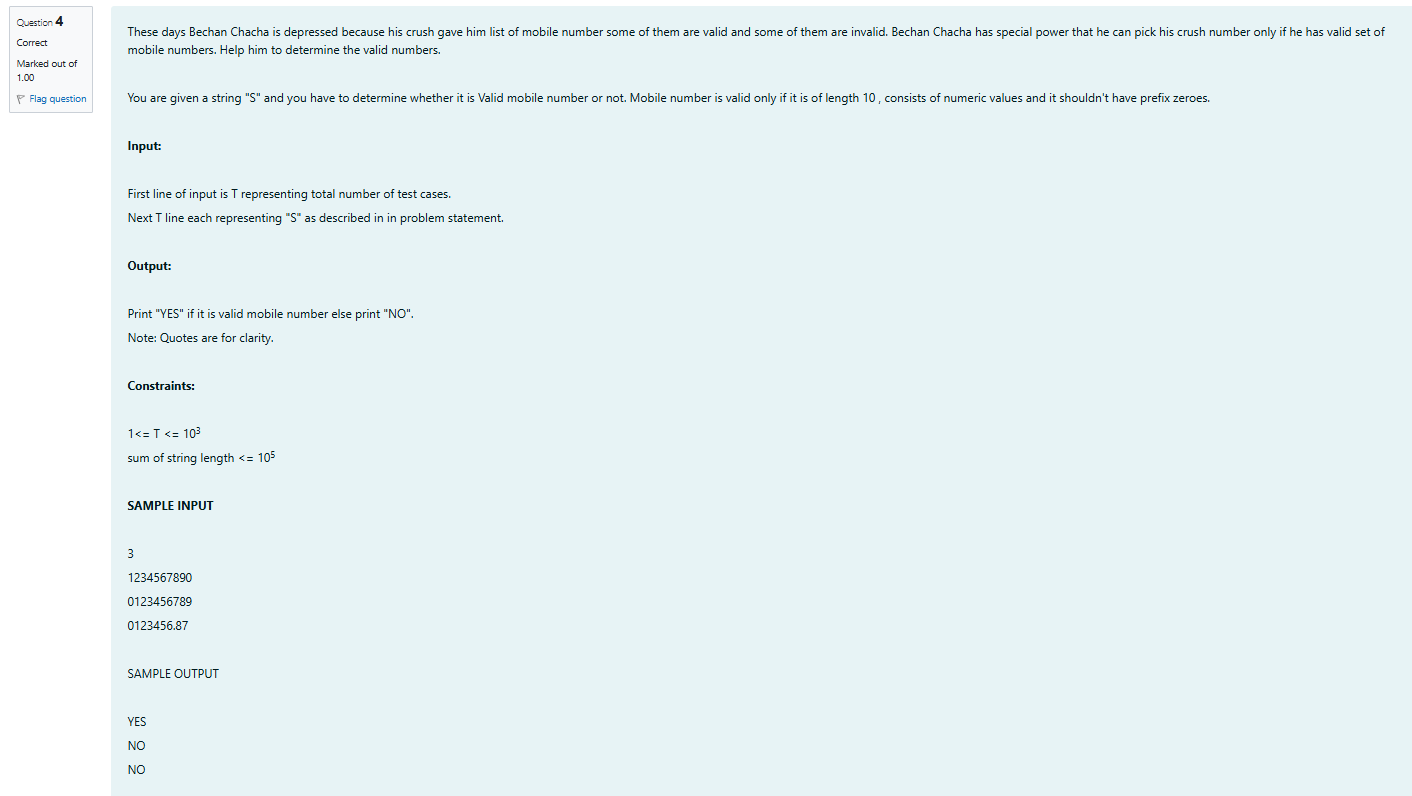 Question 4
Correct
Marked out of
1.00
Flag question
These days Bechan Chacha is depressed because his crush gave him list of mobile number some of them are valid and some of them are invalid. Bechan Chacha has special power that he can pick his crush number only if he has valid set of
mobile numbers. Help him to determine the valid numbers.
You are given a string "S" and you have to determine whether it is Valid mobile number or not. Mobile number is valid only if it is of length 10 , consists of numeric values and it shouldn't have prefix zeroes.
Input:
First line of input is T representing total number of test cases.
Next T line each representing "S" as described in in problem statement.
Output:
Print "YES" if it is valid mobile number else print "NO".
Note: Quotes are for clarity.
Constraints:
1<= T <= 10³
sum of string length <= 10⁵
SAMPLE INPUT
3
1234567890
0123456789
0123456.87
SAMPLE OUTPUT
YES
NO
NO